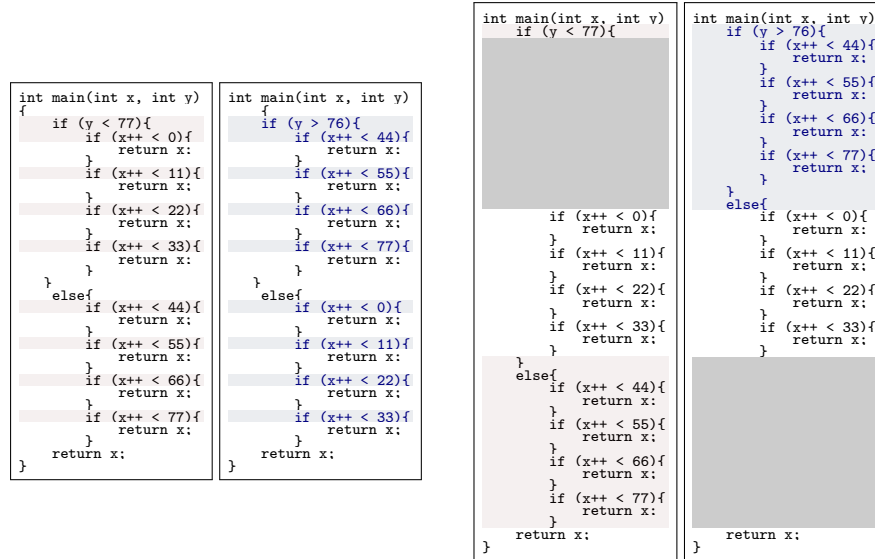 int main(int x, int y)
{
if (y < 77){
if (x++ < 0){
return x:
}
if (x++ < 11){
return x;
}
if (x++ < 22){
return x;
}
if (x++ < 33){
return x:
}
}
else{
if (x++ < 44){
return x;
}
if (x++ < 55){
return x:
}
if (x++ < 66){
return x;
}
if (x++ < 77){
return x;
}
return x;
}
int main(int x, int y)
{
if (y > 76){
if (x++ < 44){
return x:
}
if (x++ < 55){
return x;
}
if (x++ < 66){
return x;
}
if (x++ < 77){
return x:
}
}
else{
if (x++ < 0){
return x;
}
if (x++ < 11){
return x:
}
if (x++ < 22){
return x;
}
if (x++ < 33){
return x;
}
return x;
}
int main(int x, int y)
if (y < 77){
if (x++ < 0){
return x;
}
if (x++ < 11){
return x:
}
if (x++ < 22){
return x;
}
if (x++ < 33){
return x;
}
}
else{
if (x++ < 44){
return x:
}
if (x++ < 55){
return x;
}
if (x++ < 66){
return x;
}
if (x++ < 77){
return x:
}
return x;
}
int main(int x, int y)
if (y > 76){
if (x++ < 44){
return x;
}
if (x++ < 55){
return x:
}
if (x++ < 66){
return x:
}
if (x++ < 77){
return x;
}
}
else{
if (x++ < 0){
return x:
}
if (x++ < 11){
return x;
}
if (x++ < 22){
return x:
}
if (x++ < 33){
return x;
}
return x;
}